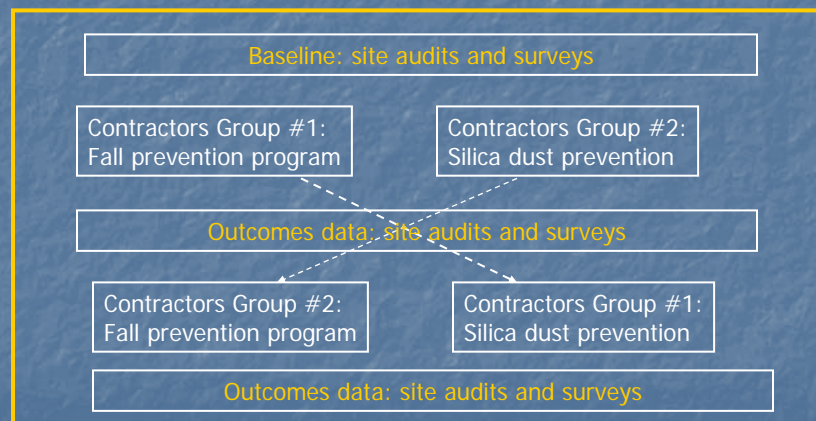 Baseline: site audits and surveys
Contractors Group #1:
Fall prevention program
Contractors Group #2:
Silica dust prevention
Outcomes data: site audits and surveys
Contractors Group #2:
Fall prevention program
Contractors Group #1:
Silica dust prevention
Outcomes data: site audits and surveys